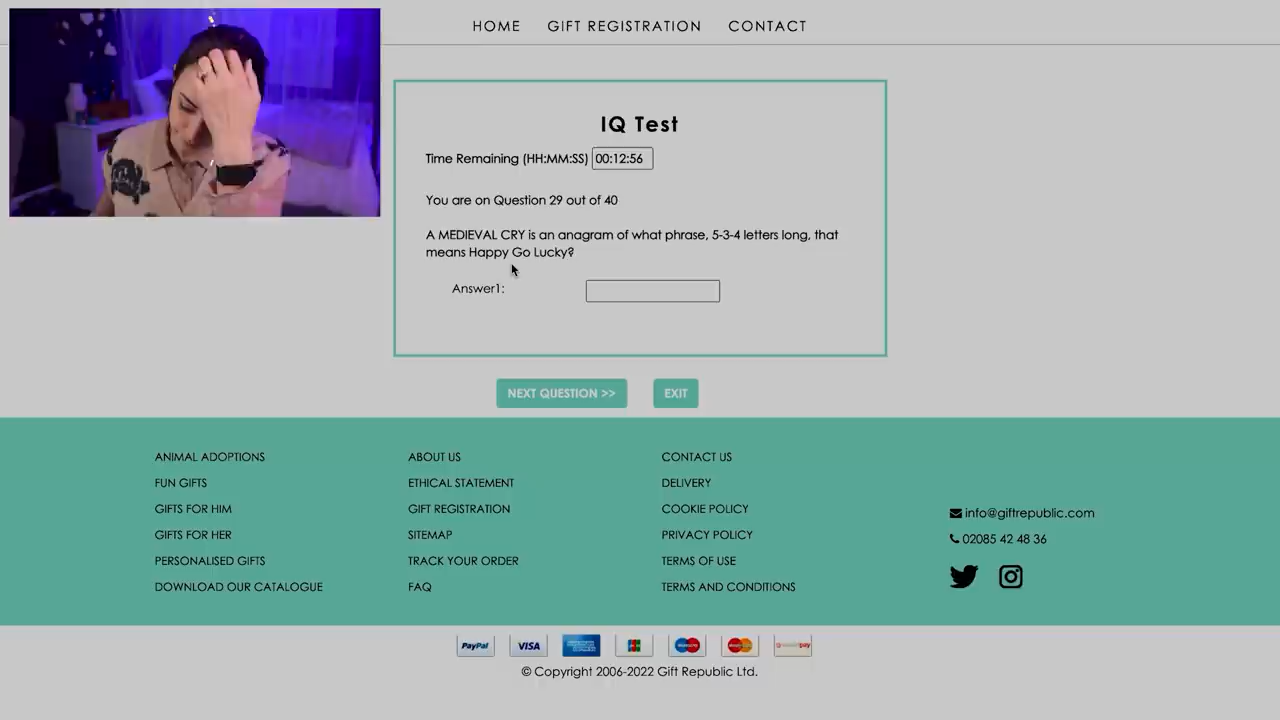 HOME GIFT REGISTRATION CONTACT
IQ Test
Time Remaining (HH:MM:SS) 00:12:56
You are on Question 29 out of 40
A MEDIEVAL CRY is an anagram of what phrase, 5-3-4 letters long, that
means Happy Go Lucky?
Answer1:
NEXT QUESTION >> EXIT
ANIMAL ADOPTIONS
FUN GIFTS
GIFTS FOR HIM
GIFTS FOR HER
PERSONALISED GIFTS
DOWNLOAD OUR CATALOGUE
ABOUT US
ETHICAL STATEMENT
GIFT REGISTRATION
SITEMAP
TRACK YOUR ORDER
FAQ
CONTACT US
DELIVERY
COOKIE POLICY
PRIVACY POLICY
TERMS OF USE
TERMS AND CONDITIONS
info@giftrepublic.com
02085 42 48 36
PayPal VISA
© Copyright 2006-2022 Gift Republic Ltd.